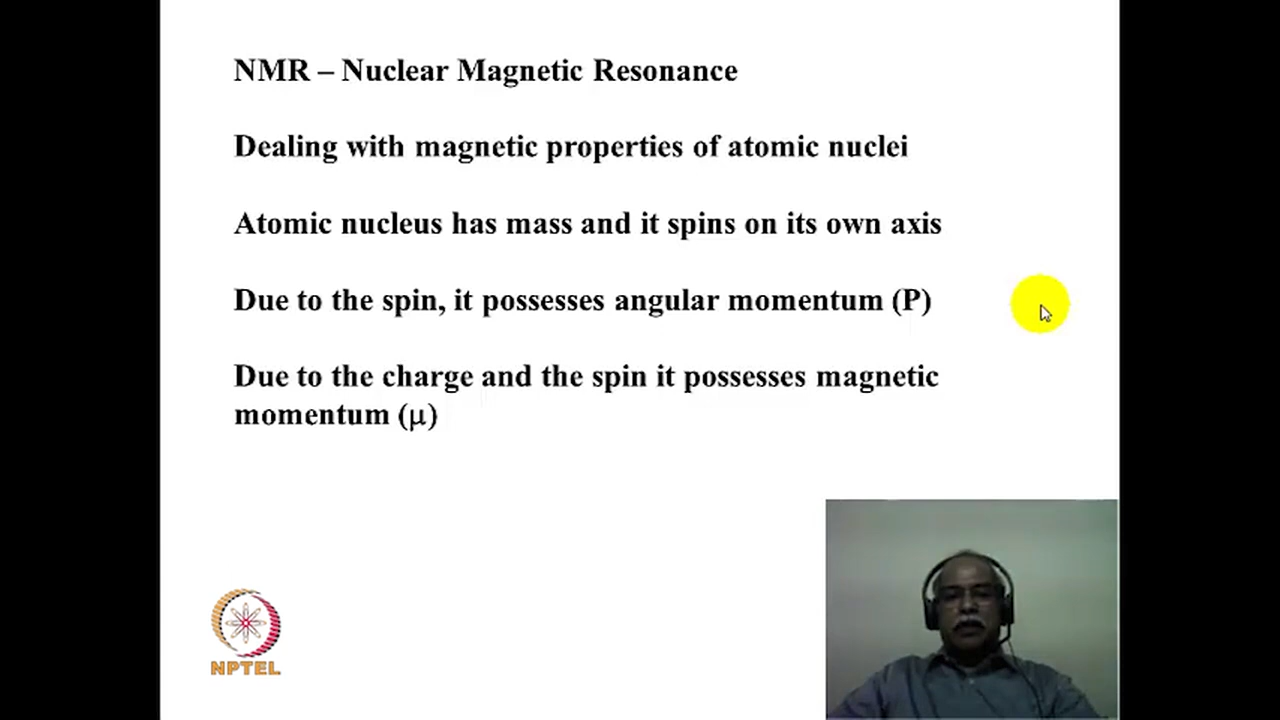 NMR – Nuclear Magnetic Resonance
Dealing with magnetic properties of atomic nuclei
Atomic nucleus has mass and it spins on its own axis
Due to the spin, it possesses angular momentum (P)
Due to the charge and the spin it possesses magnetic
momentum (μ)
NPTEL